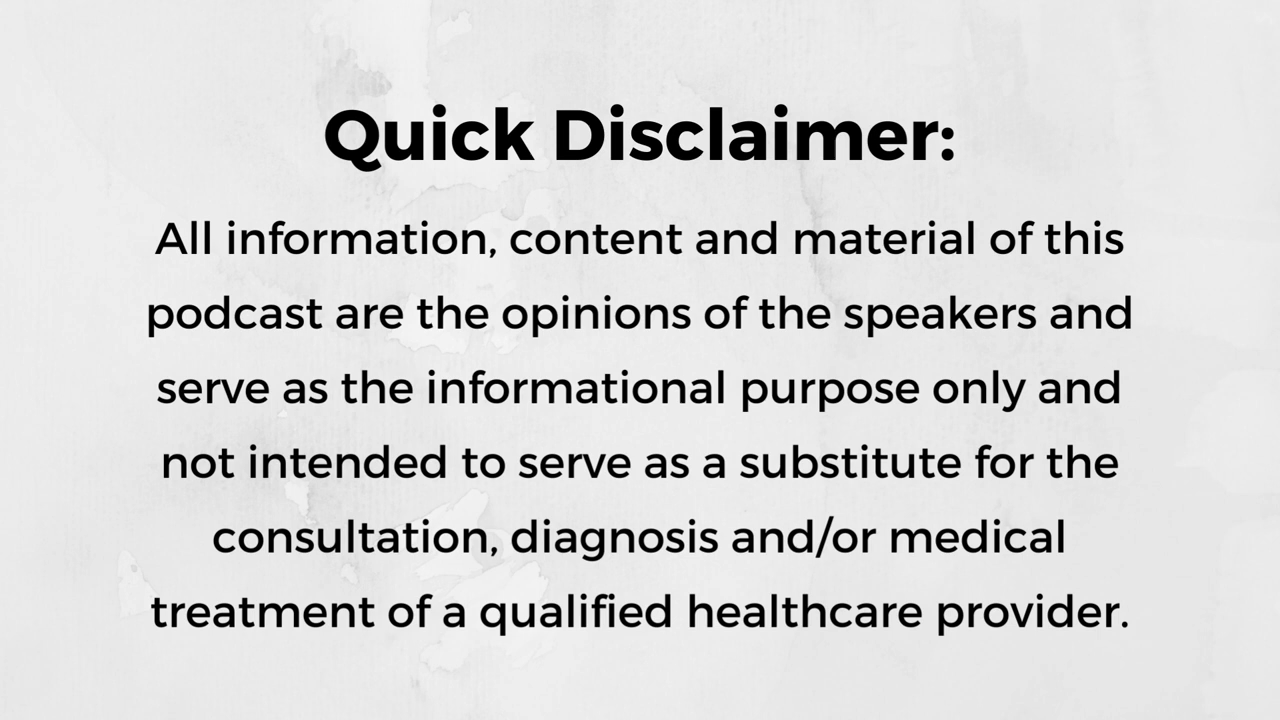 Quick Disclaimer:
All information, content and material of this
podcast are the opinions of the speakers and
serve as the informational purpose only and
not intended to serve as a substitute for the
consultation, diagnosis and/or medical
treatment of a qualified healthcare provider.